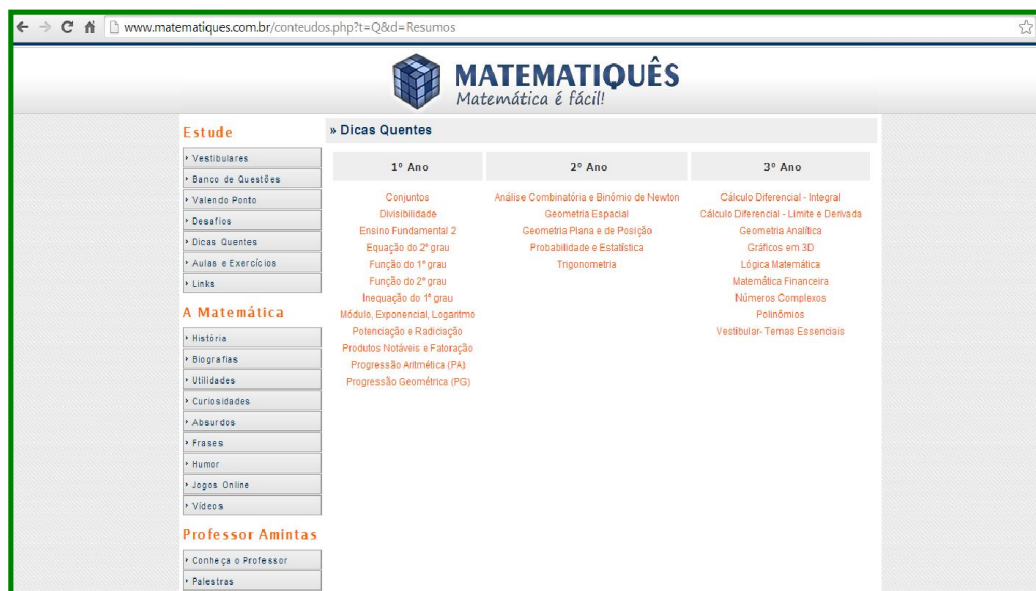 www.matematiques.com.br/conteudos.php?t=Q&d=Resumos
MATEMATIQUÊS
Matemática é fácil!
Estude
Vestibulares
Banco de Questões
Valendo Ponto
Desafios
Dicas Quentes
Aulas e Exercícios
Links
A Matemática
História
Biografias
Utilidades
Curiosidades
Absurdos
Frases
Humor
Jogos Online
Vídeos
Professor Amintas
Conheça o Professor
Palestras
» Dicas Quentes
1º Ano
Conjuntos
Divisibilidade
Ensino Fundamental 2
Equação do 2º grau
Função do 1º grau
Função do 2º grau
Inequação do 1º grau
Módulo, Exponencial, Logaritmo
Potenciação e Radiciação
Produtos Notáveis e Fatoração
Progressão Aritmética (PA)
Progressão Geométrica (PG)
2º Ano
Análise Combinatória e Binômio de Newton
Geometria Espacial
Geometria Plana e de Posição
Probabilidade e Estatística
Trigonometria
3º Ano
Cálculo Diferencial - Integral
Cálculo Diferencial - Limite e Derivada
Geometria Analítica
Gráficos em 3D
Lógica Matemática
Matemática Financeira
Números Complexos
Polinômios
Vestibular- Temas Essenciais